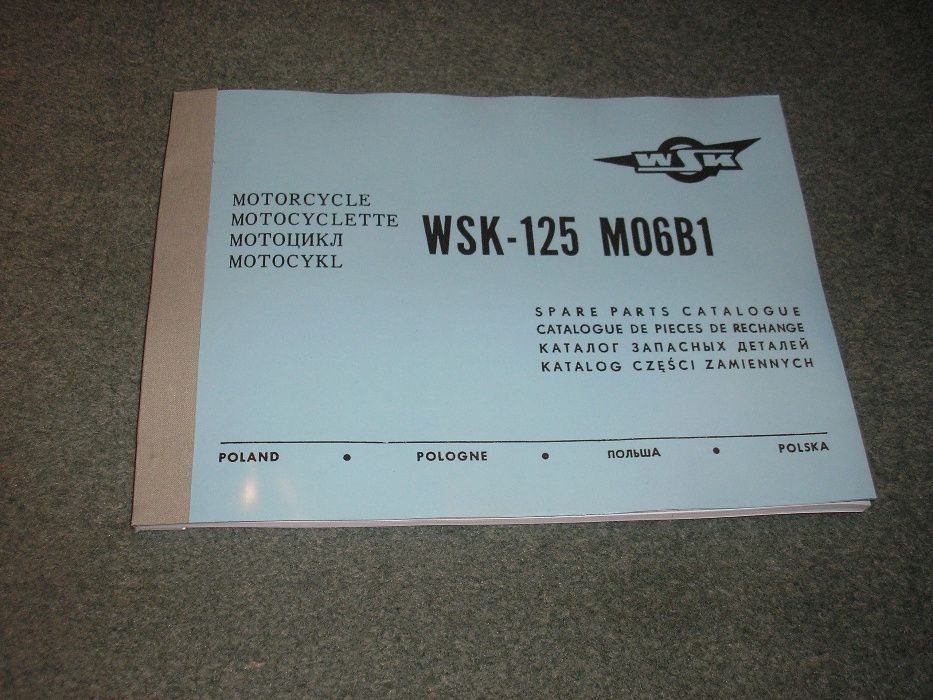 WSK
MOTORCYCLE
MOTOCYCLETTE
МОТОЦИКЛ
MOTOCYKL
WSK-125 M06B1
SPARE PARTS CATALOGUE
CATALOGUE DE PIECES DE RECHANGE
КАТАЛОГ ЗАПАСНЫХ ДЕТАЛЕЙ
KATALOG CZĘŚCI ZAMIENNYCH
POLAND • POLOGNE • ПОЛЬША • POLSKA